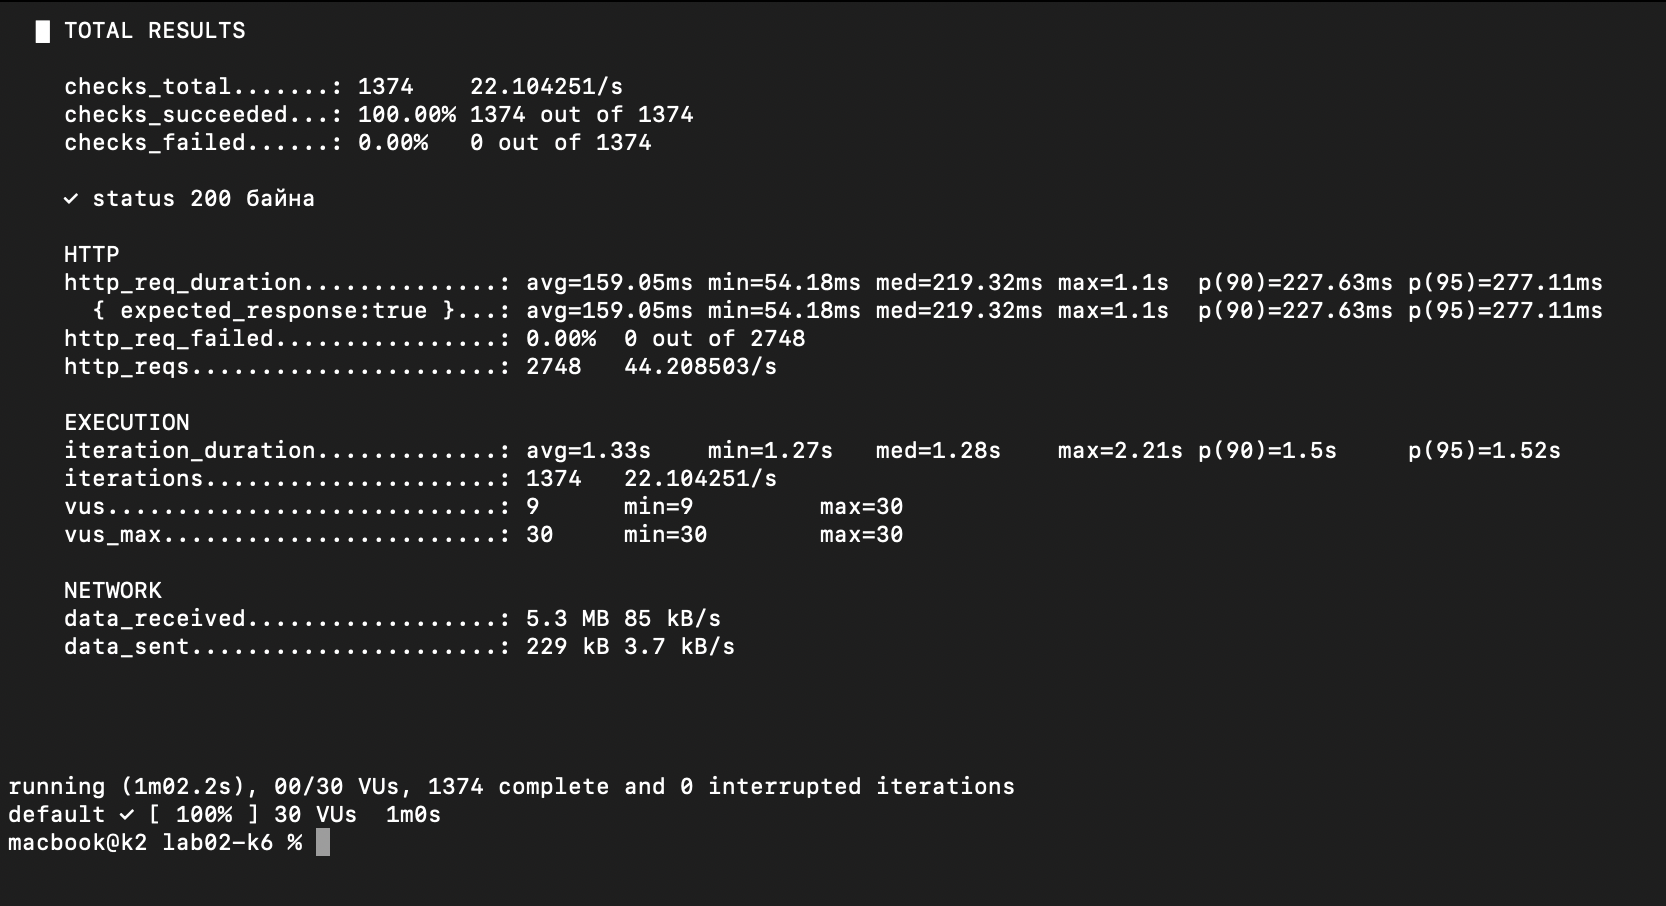 TOTAL RESULTS
checks_total.......: 1374    22.104251/s
checks_succeeded...: 100.00% 1374 out of 1374
checks_failed......: 0.00%   0 out of 1374
✓ status 200 байна
HTTP
http_req_duration..............: avg=159.05ms min=54.18ms med=219.32ms max=1.1s  p(90)=227.63ms p(95)=277.11ms
{ expected_response:true }...: avg=159.05ms min=54.18ms med=219.32ms max=1.1s  p(90)=227.63ms p(95)=277.11ms
http_req_failed................: 0.00%  0 out of 2748
http_reqs......................: 2748   44.208503/s
EXECUTION
iteration_duration.............: avg=1.33s    min=1.27s   med=1.28s    max=2.21s p(90)=1.5s     p(95)=1.52s
iterations.....................: 1374   22.104251/s
vus............................: 9      min=9         max=30
vus_max........................: 30     min=30        max=30
NETWORK
data_received..................: 5.3 MB 85 kB/s
data_sent......................: 229 kB 3.7 kB/s
running (1m02.2s), 00/30 VUs, 1374 complete and 0 interrupted iterations
default ✓ [ 100% ] 30 VUs  1m0s
macbook@k2 lab02-k6 %